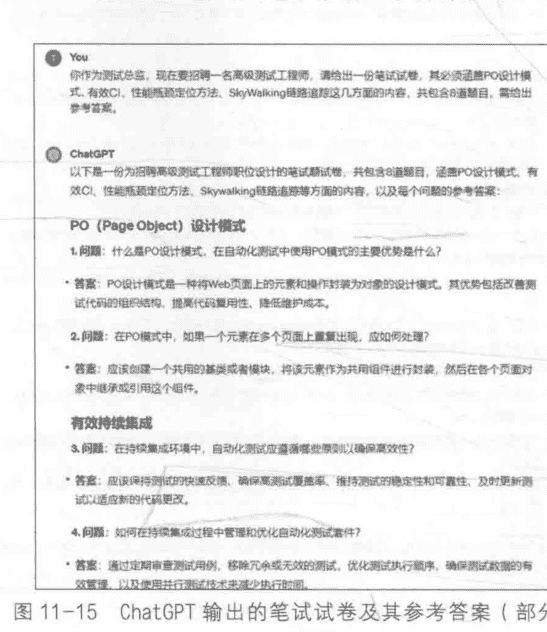 You
你作为测试总监，现在要招聘一名高级测试工程师，请给出一份笔试试卷，其必须涵盖PO设计模
式、有效CI、性能瓶颈定位方法、SkyWalking链路追踪这几方面的内容，共包含8道题目，需给出
参考答案。
ChatGPT
以下是一份为招聘高级测试工程师职位设计的笔试题试卷，共包含8道题目，涵盖PO设计模式、有
效CI、性能瓶颈定位方法、Skywalking链路追踪等方面的内容，以及每个问题的参考答案：
PO（Page Object）设计模式
1. 问题：什么是PO设计模式，在自动化测试中使用PO模式的主要优势是什么？
• 答案：PO设计模式是一种将Web页面上的元素和操作封装为对象的设计模式。其优势包括改善测
试代码的组织结构、提高代码复用性、降低维护成本。
2. 问题：在PO模式中，如果一个元素在多个页面上重复出现，应如何处理？
• 答案：应该创建一个共用的基类或者模块，将该元素作为共用组件进行封装，然后在各个页面对
象中继承或引用这个组件。
有效持续集成
3. 问题：在持续集成环境中，自动化测试应遵循哪些原则以确保高效性？
• 答案：应该保持测试的快速反馈、确保高测试覆盖率、维持测试的稳定性和可靠性、及时更新测
试以适应新的代码更改。
4. 问题：如何在持续集成过程中管理和优化自动化测试套件？
• 答案：通过定期审查测试用例，移除冗余或无效的测试，优化测试执行顺序，确保测试数据的有
效管理，以及使用并行测试技术来减少执行时间。
图 11-15 ChatGPT 输出的笔试试卷及其参考答案（部分